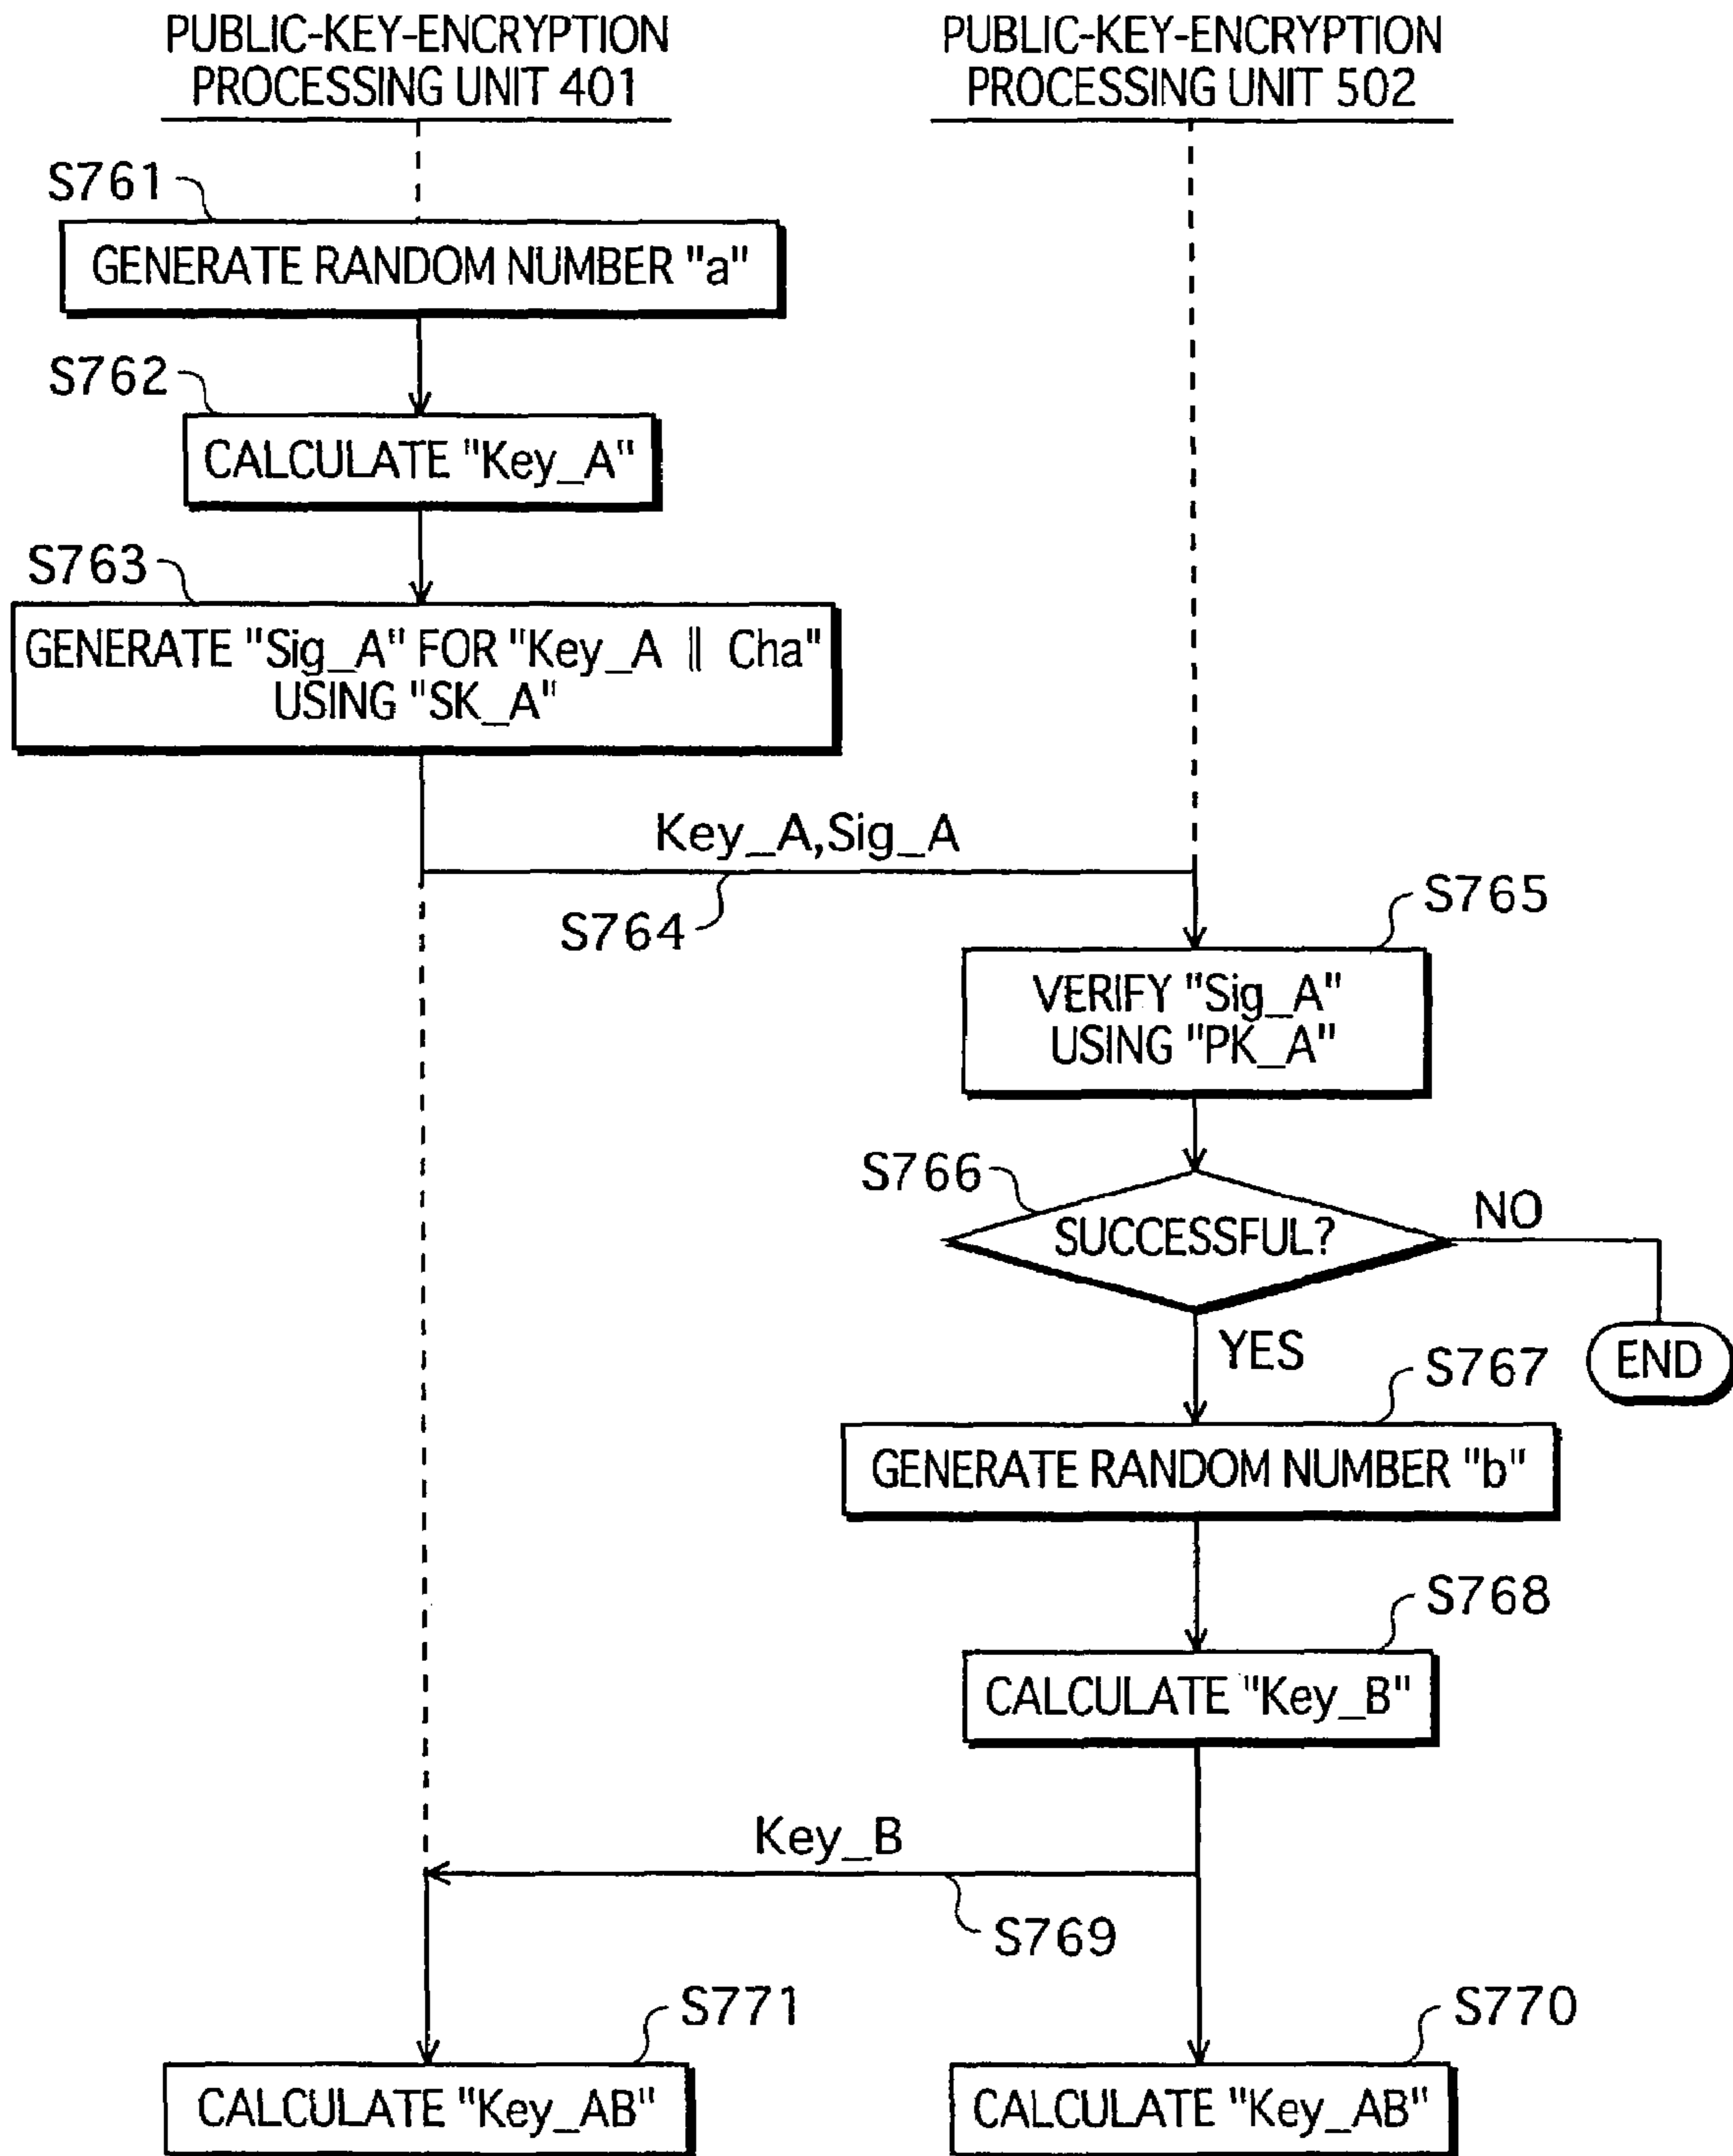 PUBLIC-KEY-ENCRYPTION
PROCESSING UNIT 401
PUBLIC-KEY-ENCRYPTION
PROCESSING UNIT 502
S761
GENERATE RANDOM NUMBER "a"
S762
CALCULATE "Key_A"
S763
GENERATE "Sig_A" FOR "Key_A || Cha"
USING "SK_A"
Key_A,Sig_A
S764
S765
VERIFY "Sig_A"
USING "PK_A"
S766
SUCCESSFUL?
NO
END
YES
S767
GENERATE RANDOM NUMBER "b"
S768
CALCULATE "Key_B"
Key_B
S769
S771
CALCULATE "Key_AB"
S770
CALCULATE "Key_AB"